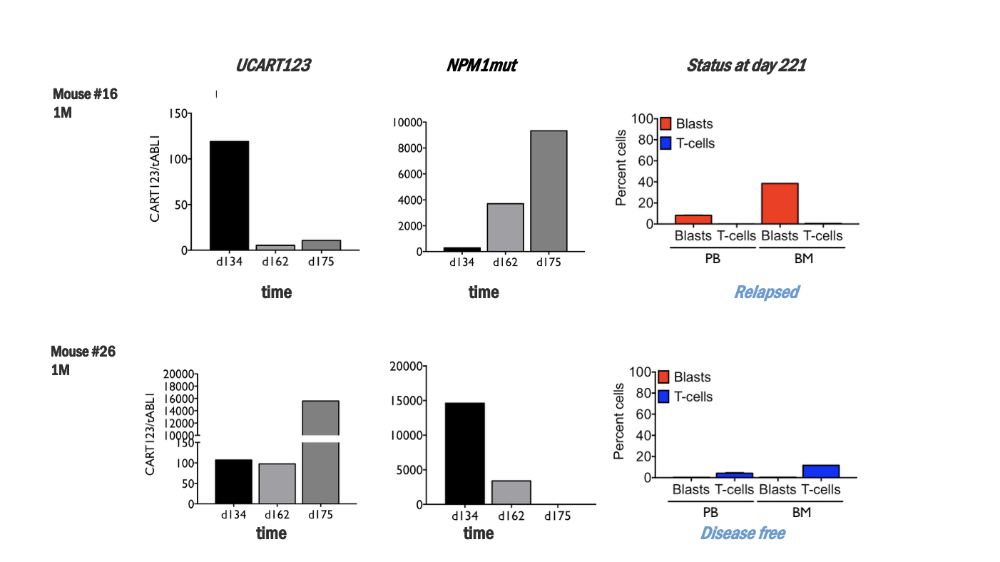 UCART123 NPM1mut Status at day 221
Mouse #16
1M
CART123/tABL1
150
100
50
0
d134 d162 d175
time
10000
8000
6000
4000
2000
0
d134 d162 d175
time
Percent cells
100
80
60
40
20
0
Blasts
T-cells
Blasts T-cells Blasts T-cells
PB BM
Relapsed
Mouse #26
1M
CART123/tABL1
20000
18000
16000
14000
12000
10000
150
100
50
0
d134 d162 d175
time
20000
15000
10000
5000
0
d134 d162 d175
time
Percent cells
100
80
60
40
20
0
Blasts
T-cells
Blasts T-cells Blasts T-cells
PB BM
Disease free